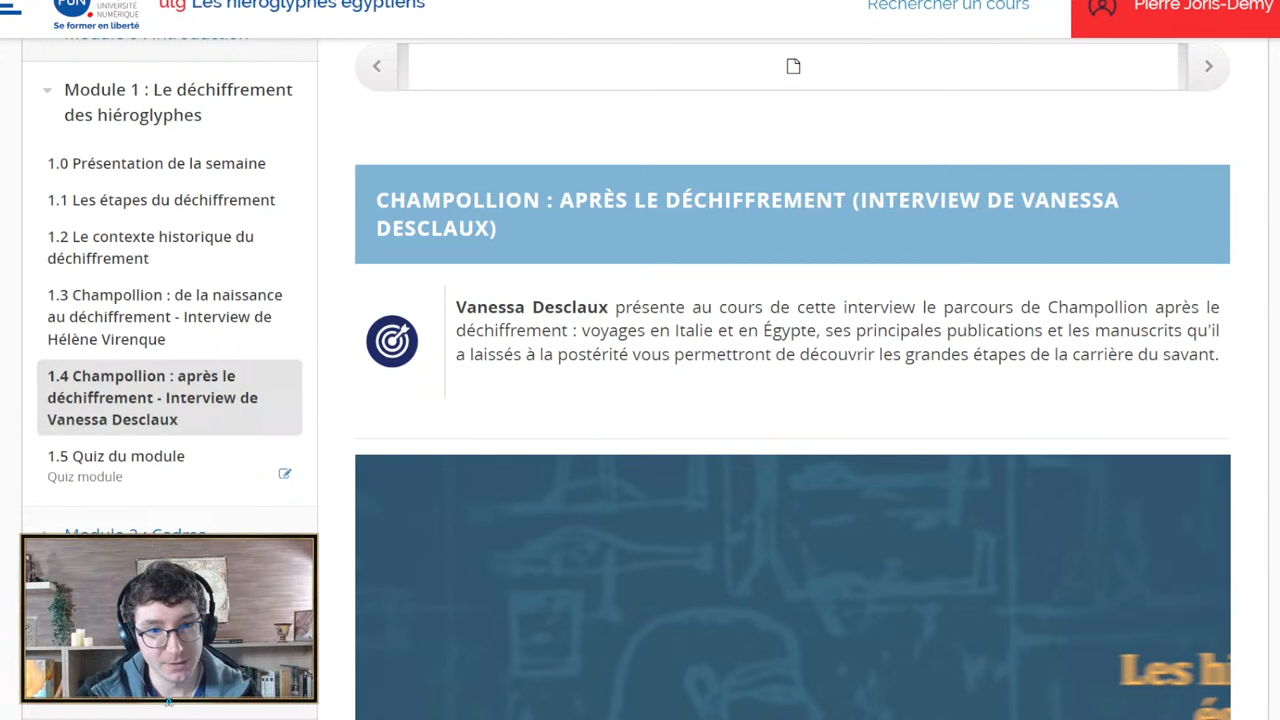 FUN
UNIVERSITÉ
NUMÉRIQUE
Se former en liberté
ulg Les hiéroglyphes égyptiens
Rechercher un cours
Pierre Joris-Demy
Module 1 : Le déchiffrement
des hiéroglyphes
1.0 Présentation de la semaine
1.1 Les étapes du déchiffrement
1.2 Le contexte historique du
déchiffrement
1.3 Champollion : de la naissance
au déchiffrement - Interview de
Hélène Virenque
1.4 Champollion : après le
déchiffrement - Interview de
Vanessa Desclaux
1.5 Quiz du module
Quiz module
CHAMPOLLION : APRÈS LE DÉCHIFFREMENT (INTERVIEW DE VANESSA
DESCLAUX)
Vanessa Desclaux présente au cours de cette interview le parcours de Champollion après le
déchiffrement : voyages en Italie et en Égypte, ses principales publications et les manuscrits qu'il
a laissés à la postérité vous permettront de découvrir les grandes étapes de la carrière du savant.
Les hi